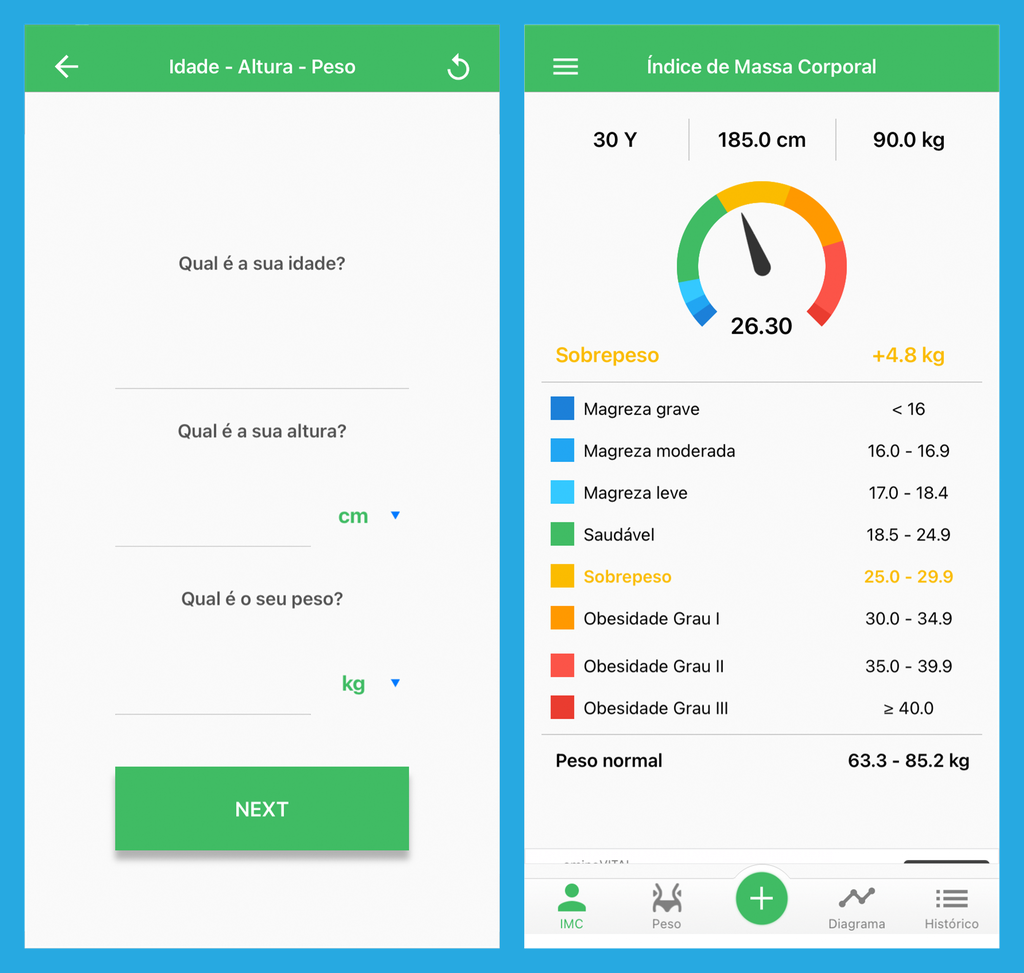 Idade - Altura - Peso
Qual é a sua idade?
Qual é a sua altura?
cm
Qual é o seu peso?
kg
NEXT
Índice de Massa Corporal
30 Y 185.0 cm 90.0 kg
26.30
Sobrepeso +4.8 kg
Magreza grave < 16
Magreza moderada 16.0 - 16.9
Magreza leve 17.0 - 18.4
Saudável 18.5 - 24.9
Sobrepeso 25.0 - 29.9
Obesidade Grau I 30.0 - 34.9
Obesidade Grau II 35.0 - 39.9
Obesidade Grau III ≥ 40.0
Peso normal 63.3 - 85.2 kg
IMC Peso Diagrama Histórico